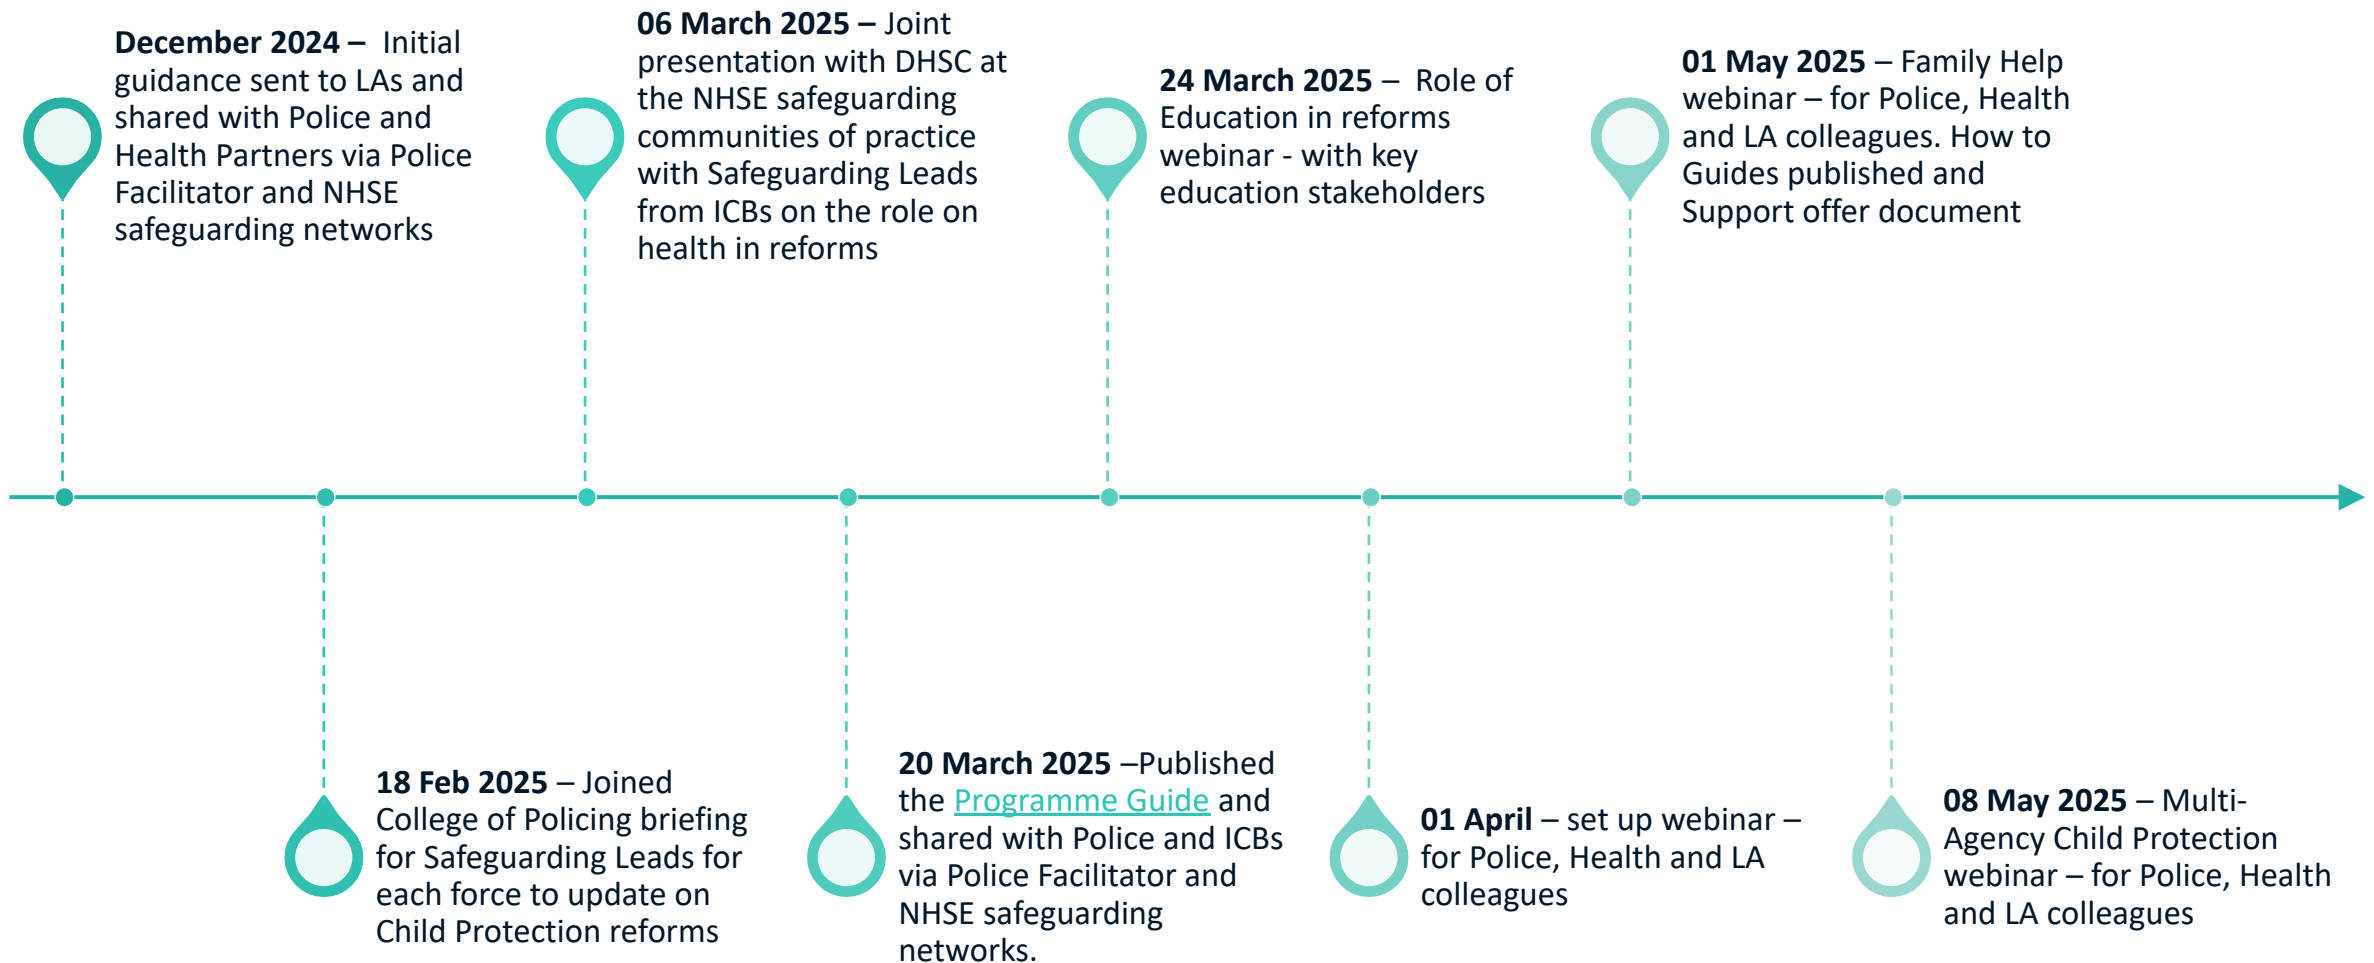 December 2024 –  Initial
guidance sent to LAs and
shared with Police and
Health Partners via Police
Facilitator and NHSE
safeguarding networks
18 Feb 2025 – Joined
College of Policing briefing
for Safeguarding Leads for
each force to update on
Child Protection reforms
06 March 2025 – Joint
presentation with DHSC at
the NHSE safeguarding
communities of practice
with Safeguarding Leads
from ICBs on the role on
health in reforms
20 March 2025 –Published
the Programme Guide and
shared with Police and ICBs
via Police Facilitator and
NHSE safeguarding
networks.
24 March 2025 –  Role of
Education in reforms
webinar - with key
education stakeholders
01 April – set up webinar –
for Police, Health and LA
colleagues
01 May 2025 – Family Help
webinar – for Police, Health
and LA colleagues. How to
Guides published and
Support offer document
08 May 2025 – Multi-
Agency Child Protection
webinar – for Police, Health
and LA colleagues